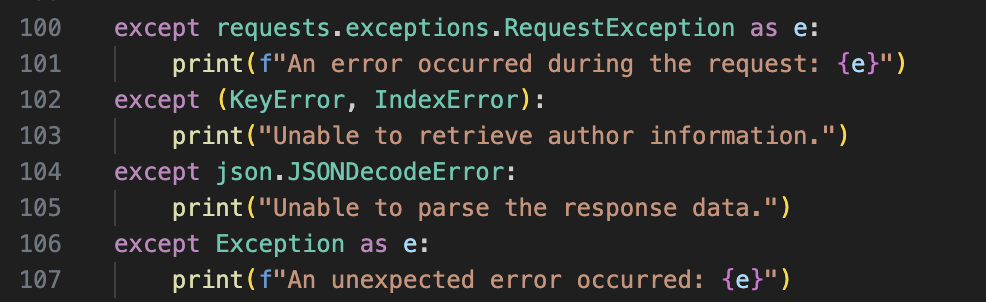 100 except requests.exceptions.RequestException as e:
101     print(f"An error occurred during the request: {e}")
102 except (KeyError, IndexError):
103     print("Unable to retrieve author information.")
104 except json.JSONDecodeError:
105     print("Unable to parse the response data.")
106 except Exception as e:
107     print(f"An unexpected error occurred: {e}")